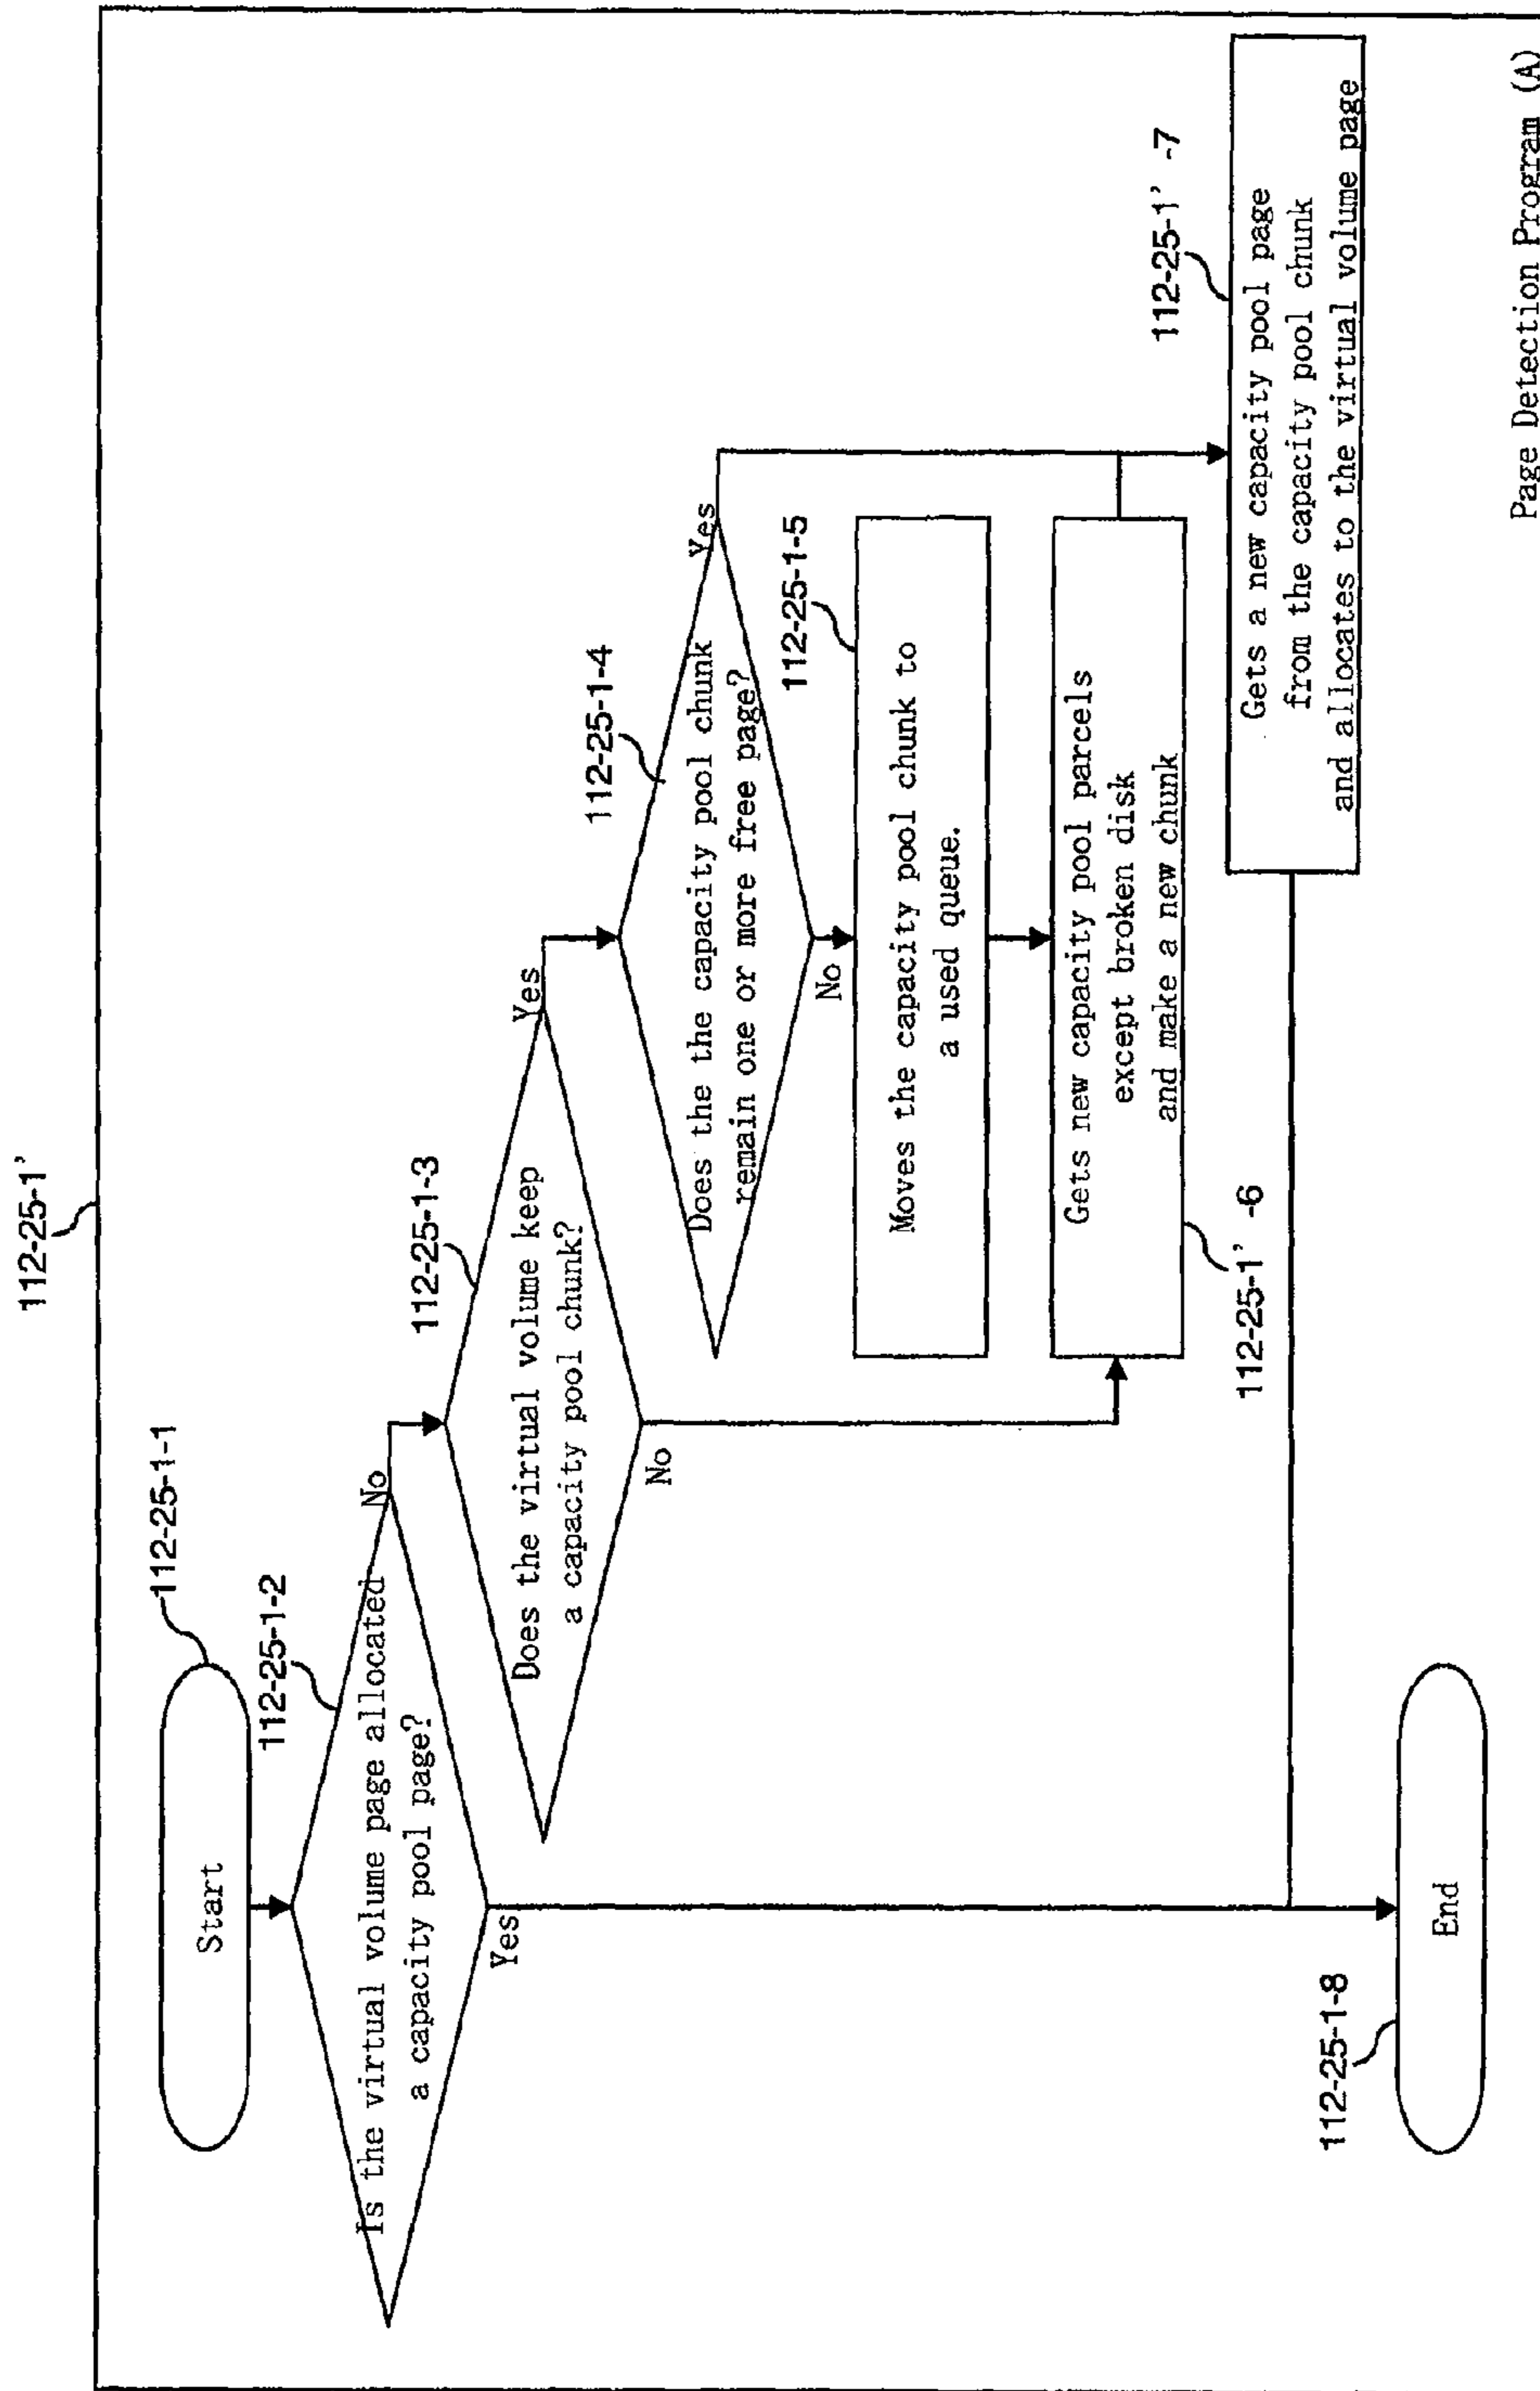 112-25-1'
112-25-1-1
Start
112-25-1-2
Is the virtual volume page allocated
a capacity pool page?
No
Yes
112-25-1-3
Does the virtual volume keep
a capacity pool chunk?
Yes
No
112-25-1-4
Does the the capacity pool chunk
remain one or more free page?
Yes
No
112-25-1-5
Moves the capacity pool chunk to
a used queue.
Gets new capacity pool parcels
except broken disk
and make a new chunk
112-25-1' -6
112-25-1' -7
Gets a new capacity pool page
from the capacity pool chunk
and allocates to the virtual volume page
112-25-1-8
End
Page Detection Program (A)